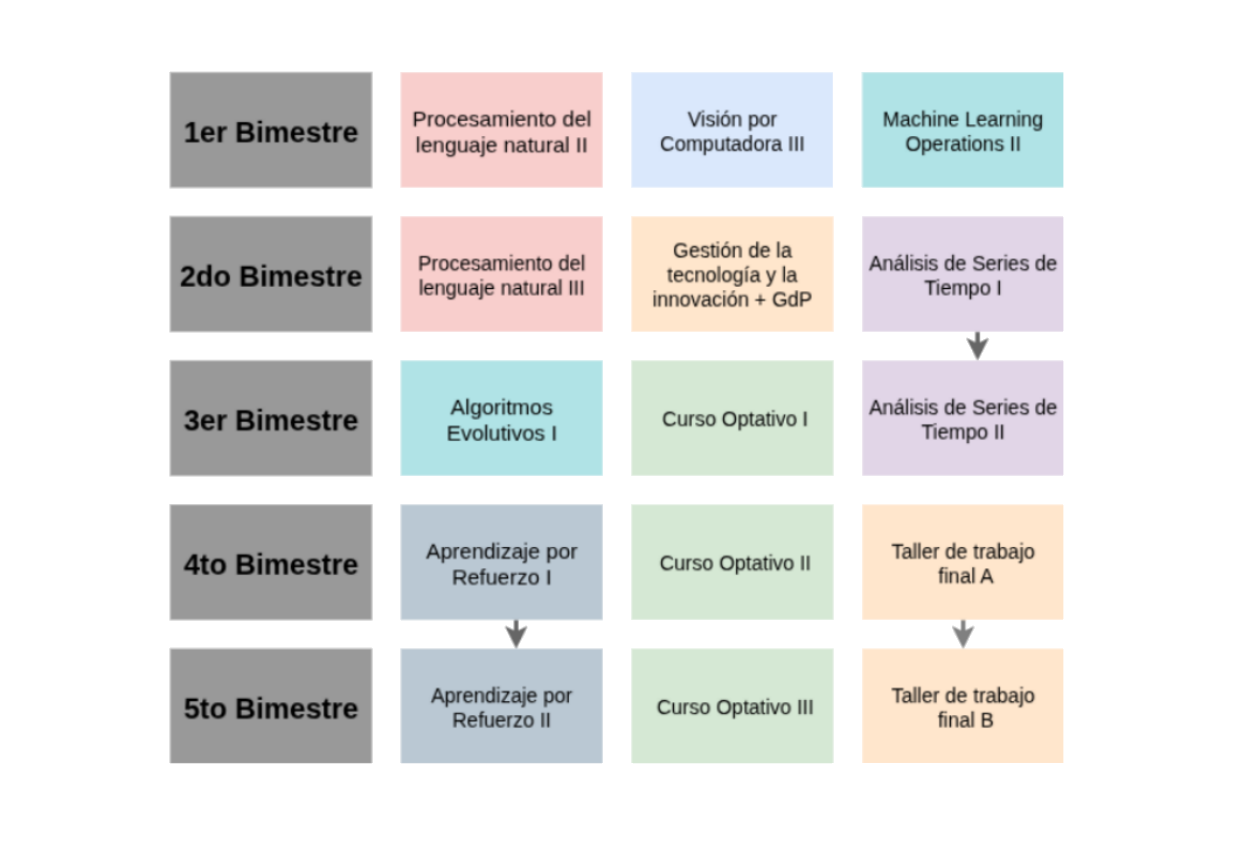 1er Bimestre
Procesamiento del
lenguaje natural II
Visión por
Computadora III
Machine Learning
Operations II
2do Bimestre
Procesamiento del
lenguaje natural III
Gestión de la
tecnología y la
innovación + GdP
Análisis de Series de
Tiempo I
3er Bimestre
Algoritmos
Evolutivos I
Curso Optativo I
Análisis de Series de
Tiempo II
4to Bimestre
Aprendizaje por
Refuerzo I
Curso Optativo II
Taller de trabajo
final A
5to Bimestre
Aprendizaje por
Refuerzo II
Curso Optativo III
Taller de trabajo
final B